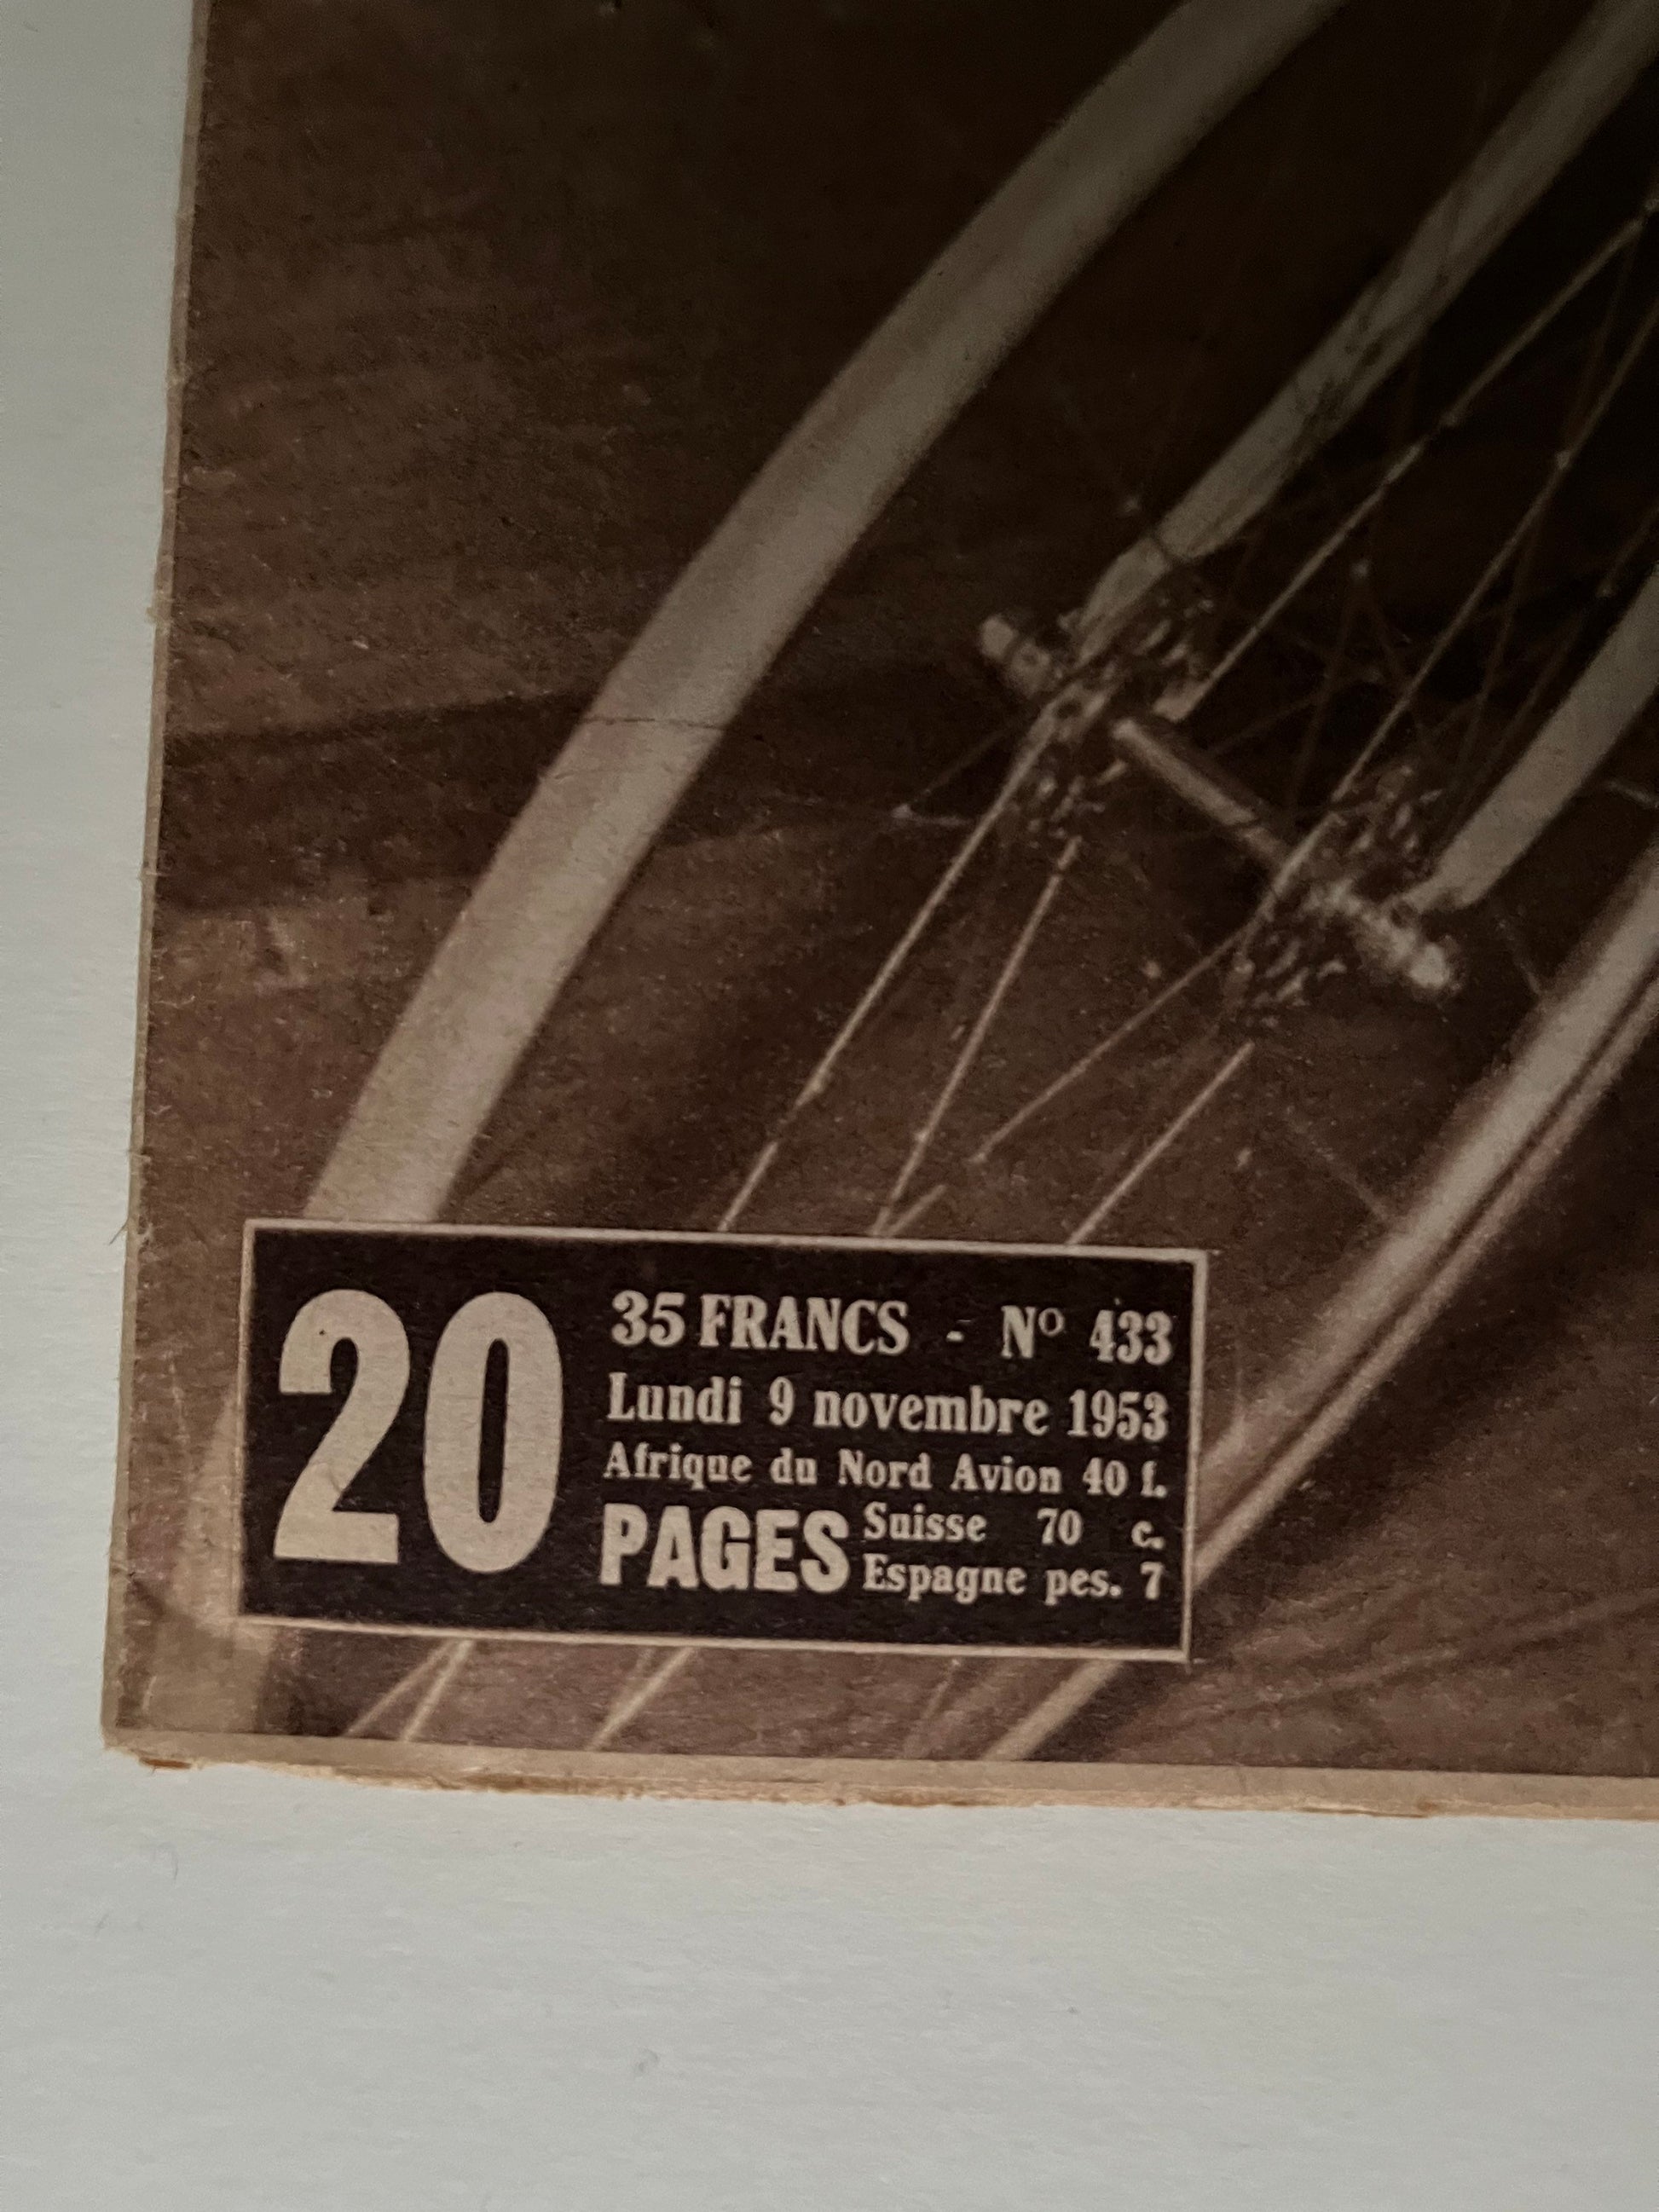 20
35 FRANCS - Nº 433
Lundi 9 novembre 1953
Afrique du Nord Avion 40 f.
PAGES
Suisse 70 c.
Espagne pes. 7